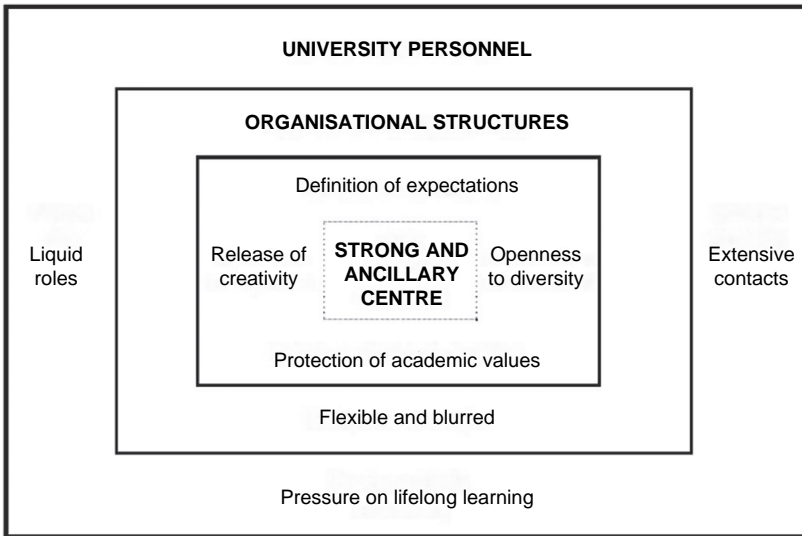 UNIVERSITY PERSONNEL
ORGANISATIONAL STRUCTURES
Definition of expectations
Liquid
roles
Release of
creativity
STRONG AND
ANCILLARY
CENTRE
Openness
to diversity
Extensive
contacts
Protection of academic values
Flexible and blurred
Pressure on lifelong learning